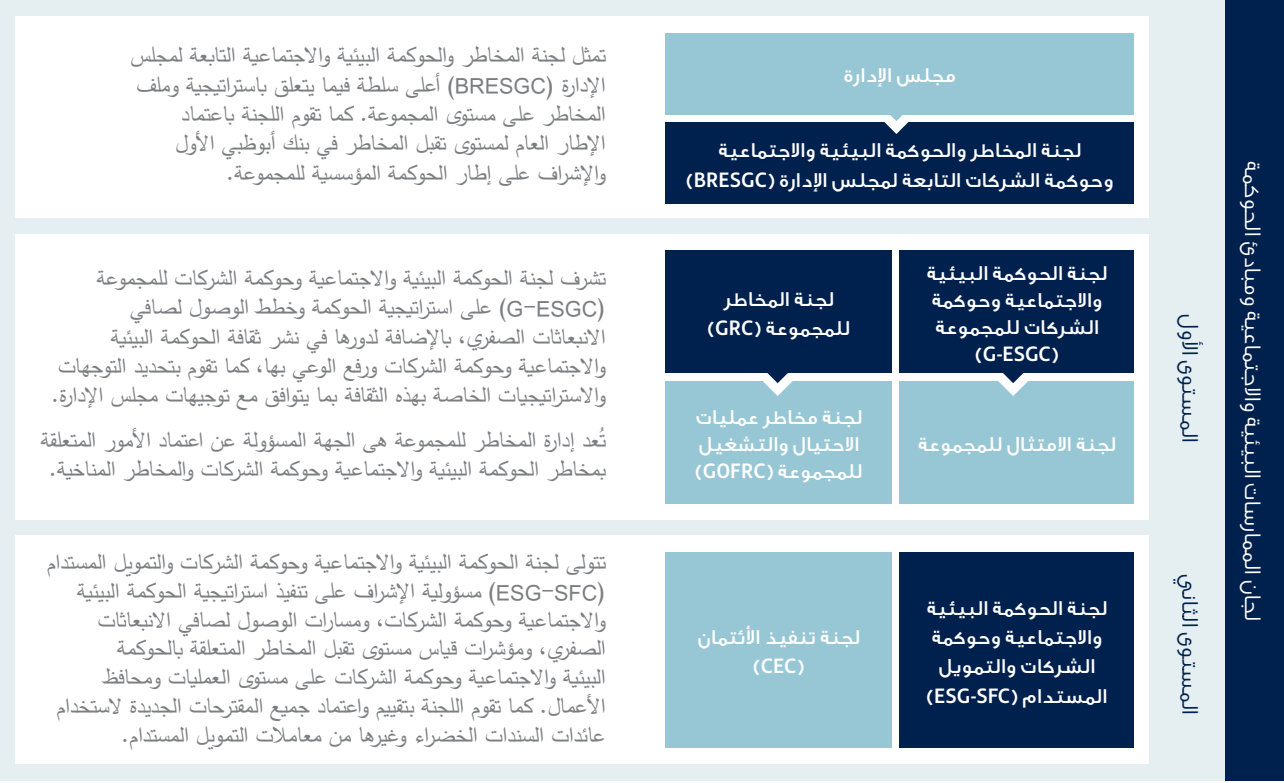 لجان الممارسات البيئية والاجتماعية ومبادئ الحوكمة
مجلس الإدارة
لجنة المخاطر والحوكمة البيئية والاجتماعية
وحوكمة الشركات التابعة لمجلس الإدارة (BRESGC)
تمثل لجنة المخاطر والحوكمة البيئية والاجتماعية التابعة لمجلس
الإدارة (BRESGC) أعلى سلطة فيما يتعلق باستراتيجية وملف
المخاطر على مستوى المجموعة. كما تقوم اللجنة باعتماد
الإطار العام لمستوى تقبل المخاطر في بنك أبوظبي الأول
والإشراف على إطار الحوكمة المؤسسية للمجموعة.
المستوى الأول
لجنة الحوكمة البيئية
والاجتماعية وحوكمة
الشركات للمجموعة
(G-ESGC)
لجنة الامتثال للمجموعة
لجنة المخاطر
للمجموعة (GRC)
لجنة مخاطر عمليات
الاحتيال والتشغيل
للمجموعة (GOFRC)
تشرف لجنة الحوكمة البيئية والاجتماعية وحوكمة الشركات للمجموعة
(G-ESGC) على استراتيجية الحوكمة وخطط الوصول لصافي
الانبعاثات الصفري، بالإضافة لدورها في نشر ثقافة الحوكمة البيئية
والاجتماعية وحوكمة الشركات ورفع الوعي بها، كما تقوم بتحديد التوجهات
والاستراتيجيات الخاصة بهذه الثقافة بما يتوافق مع توجيهات مجلس الإدارة.
تُعد إدارة المخاطر للمجموعة هى الجهة المسؤولة عن اعتماد الأمور المتعلقة
بمخاطر الحوكمة البيئية والاجتماعية وحوكمة الشركات والمخاطر المناخية.
المستوى الثاني
لجنة الحوكمة البيئية
والاجتماعية وحوكمة
الشركات والتمويل
المستدام (ESG-SFC)
لجنة تنفيذ الأئتمان
(CEC)
تتولى لجنة الحوكمة البيئية والاجتماعية وحوكمة الشركات والتمويل المستدام
(ESG-SFC) مسؤولية الإشراف على تنفيذ استراتيجية الحوكمة البيئية
والاجتماعية وحوكمة الشركات، ومسارات الوصول لصافي الانبعاثات
الصفري، ومؤشرات قياس مستوى تقبل المخاطر المتعلقة بالحوكمة
البيئية والاجتماعية وحوكمة الشركات على مستوى العمليات ومحافظ
الأعمال. كما تقوم اللجنة بتقييم واعتماد جميع المقترحات الجديدة لاستخدام
عائدات السندات الخضراء وغيرها من معاملات التمويل المستدام.